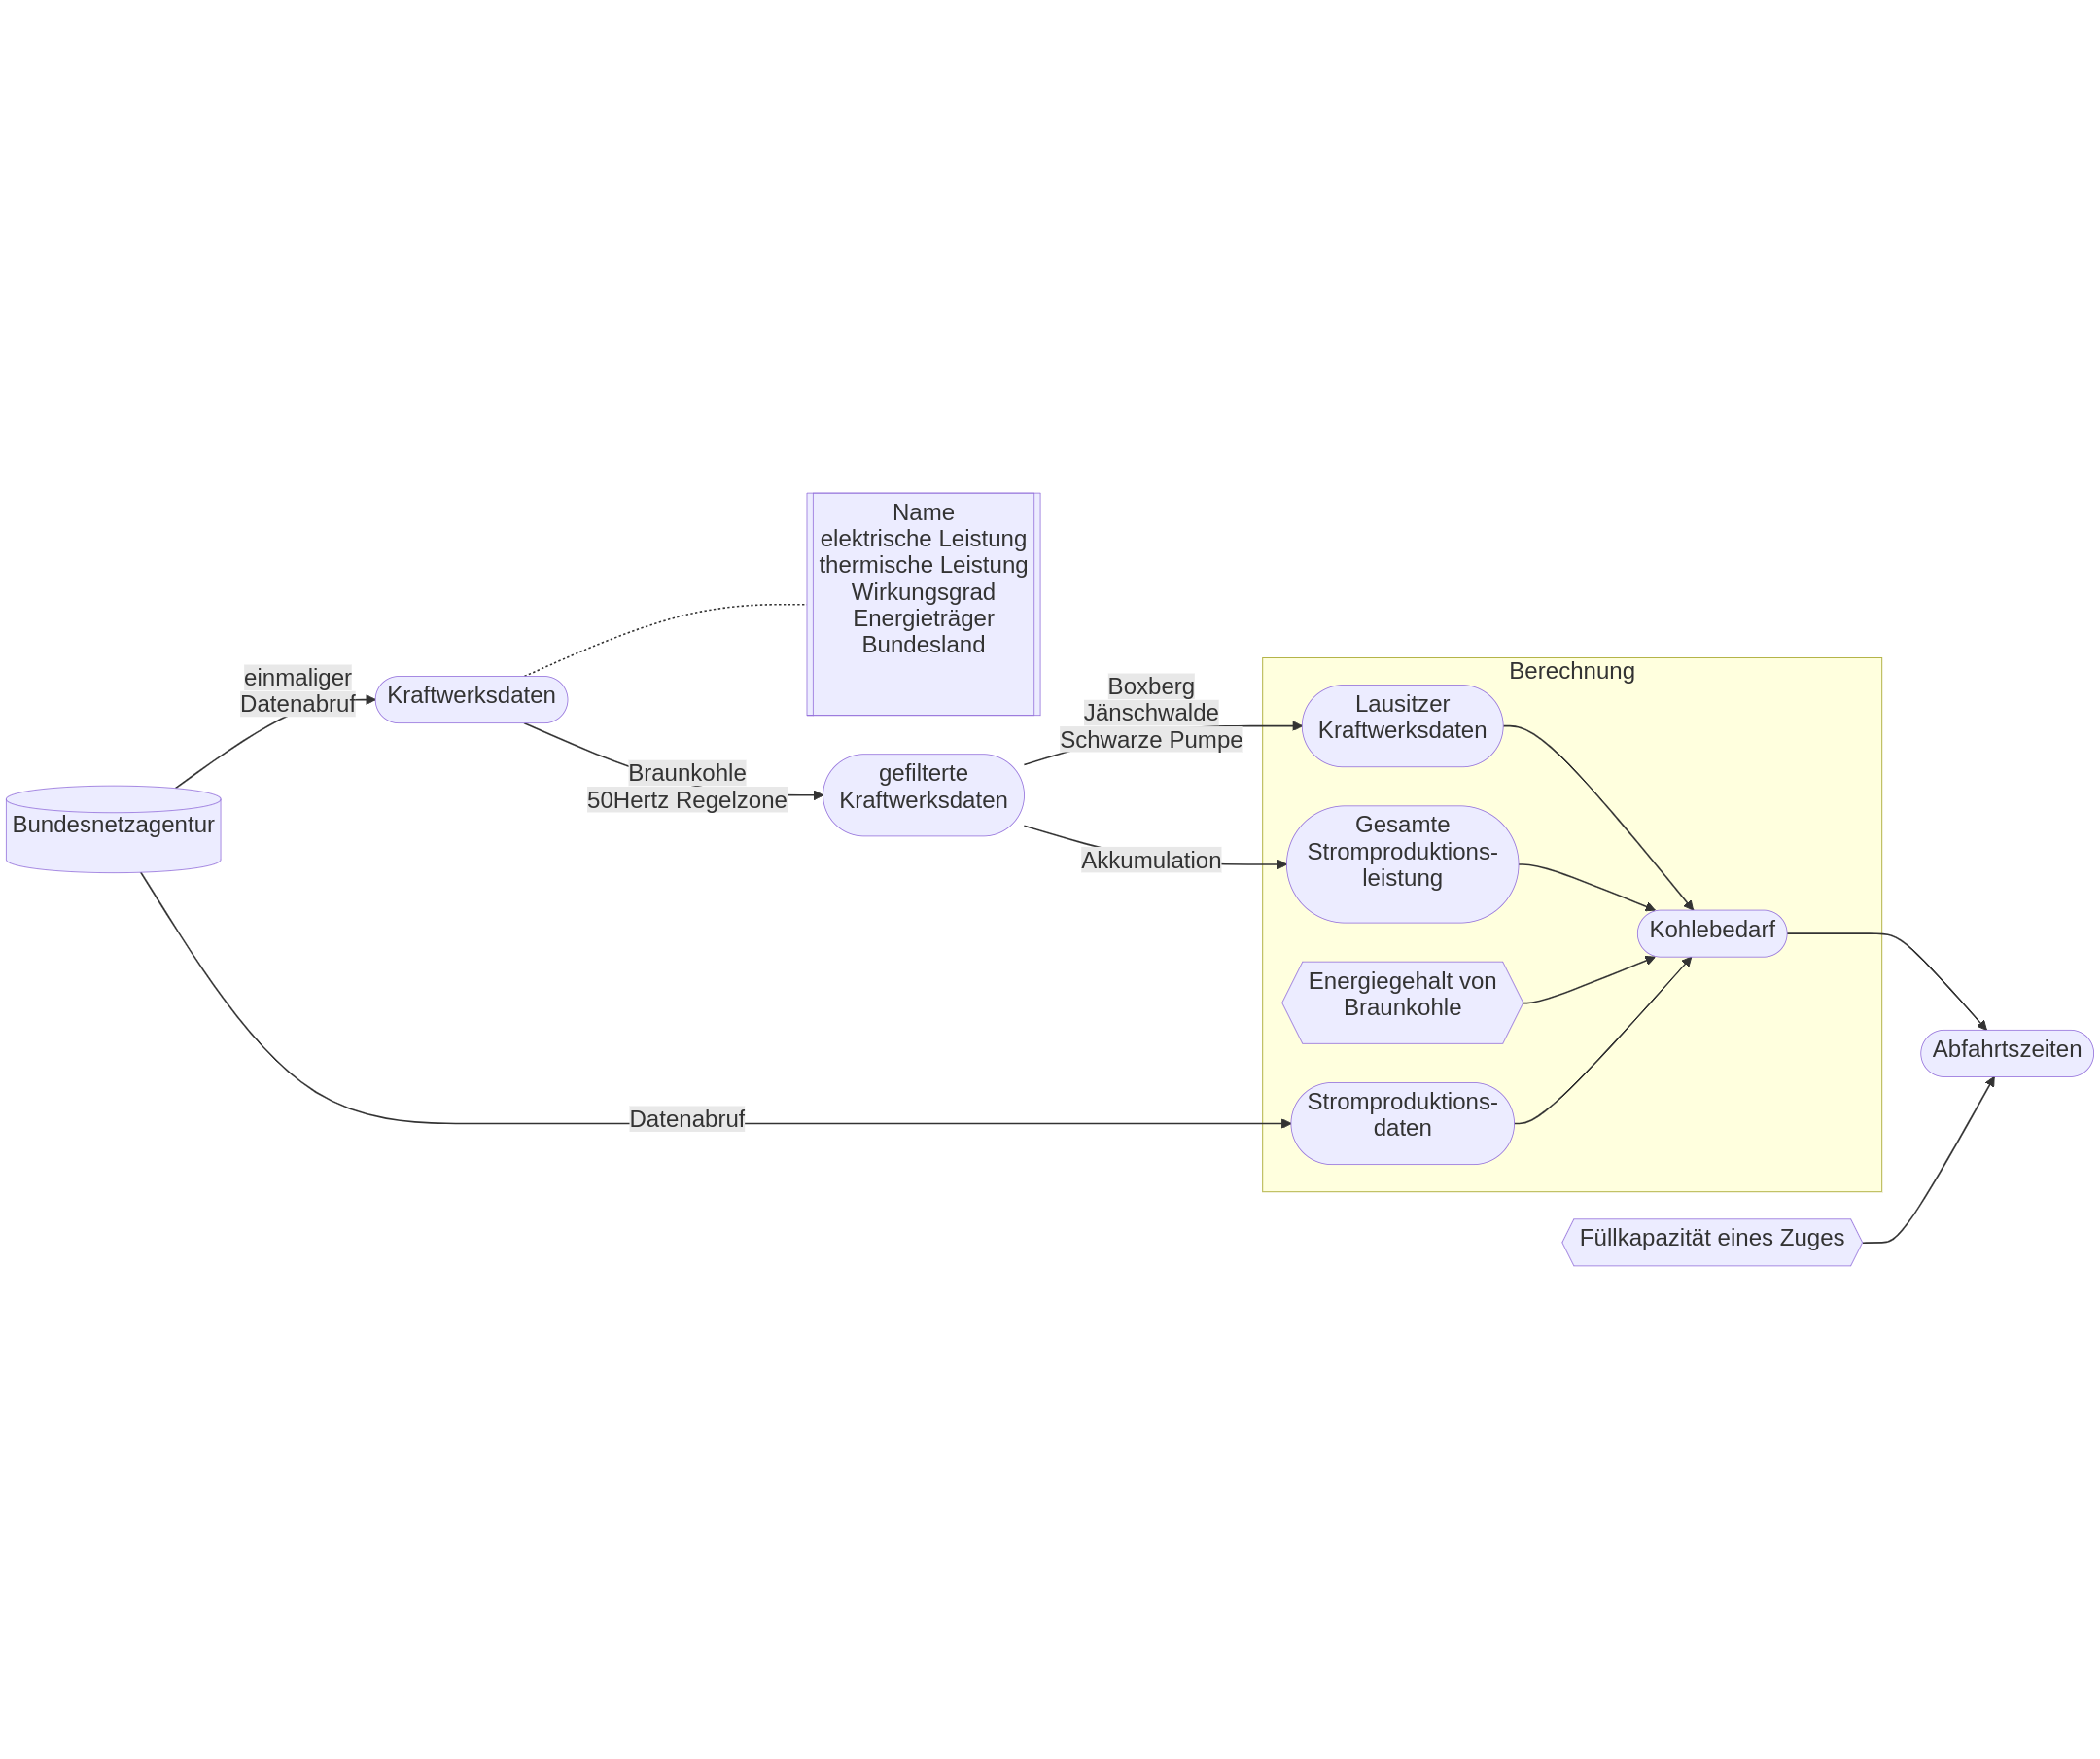 Name
elektrische Leistung
thermische Leistung
Wirkungsgrad
Energieträger
Bundesland
einmaliger
Datenabruf
Kraftwerksdaten
Bundesnetzagentur
Braunkohle
50Hertz Regelzone
gefilterte
Kraftwerksdaten
Boxberg
Jänschwalde
Schwarze Pumpe
Akkumulation
Datenabruf
Berechnung
Lausitzer
Kraftwerksdaten
Gesamte
Stromproduktions-
leistung
Energiegehalt von
Braunkohle
Stromproduktions-
daten
Kohlebedarf
Abfahrtszeiten
Füllkapazität eines Zuges